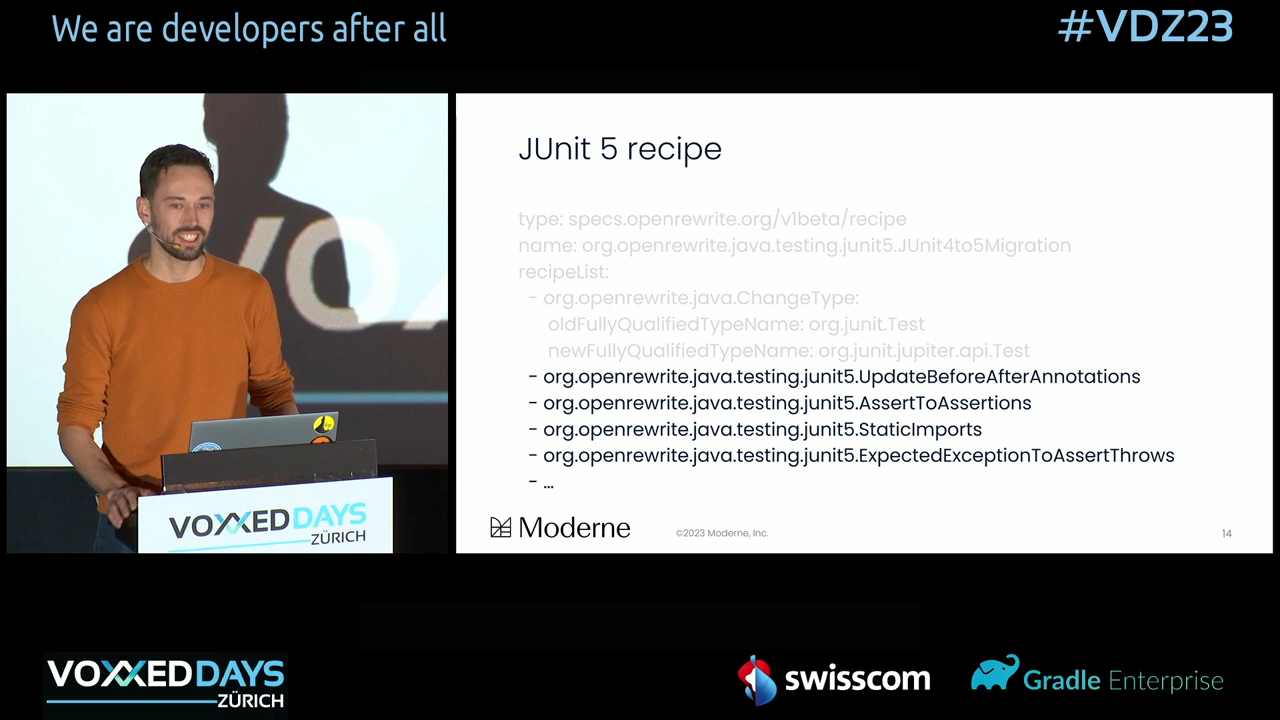 We are developers after all
#VDZ23
JUnit 5 recipe
type: specs.openrewrite.org/v1beta/recipe
name: org.openrewrite.java.testing.junit5.JUnit4to5Migration
recipeList:
- org.openrewrite.java.ChangeType:
oldFullyQualifiedTypeName: org.junit.Test
newFullyQualifiedTypeName: org.junit.jupiter.api.Test
- org.openrewrite.java.testing.junit5.UpdateBeforeAfterAnnotations
- org.openrewrite.java.testing.junit5.AssertToAssertions
- org.openrewrite.java.testing.junit5.StaticImports
- org.openrewrite.java.testing.junit5.ExpectedExceptionToAssertThrows
- ...
Moderne
©2023 Moderne, Inc.
14
VOXXED DAYS
ZÜRICH
VOXXED DAYS
ZÜRICH
swisscom
Gradle Enterprise